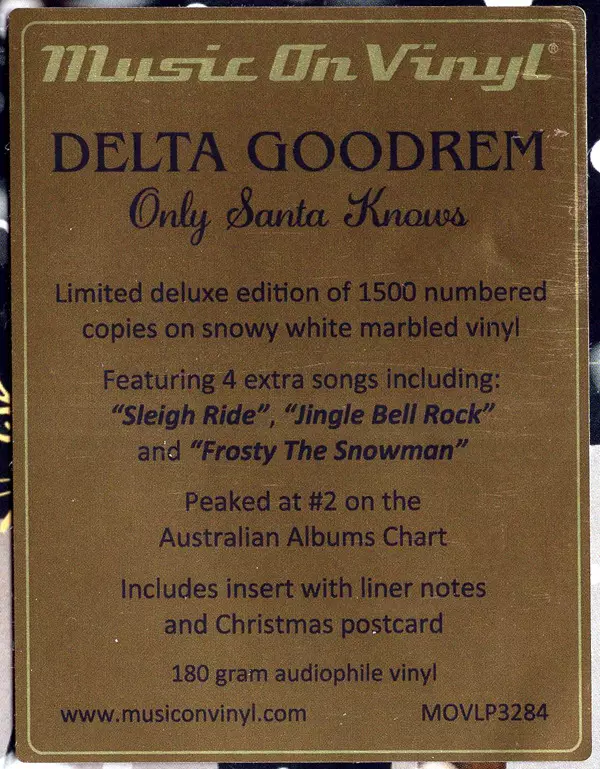 Music On Vinyl®
DELTA GOODREM
Only Santa Knows
Limited deluxe edition of 1500 numbered
copies on snowy white marbled vinyl
Featuring 4 extra songs including:
“Sleigh Ride”, “Jingle Bell Rock”
and “Frosty The Snowman”
Peaked at #2 on the
Australian Albums Chart
Includes insert with liner notes
and Christmas postcard
180 gram audiophile vinyl
www.musiconvinyl.com MOVLP3284